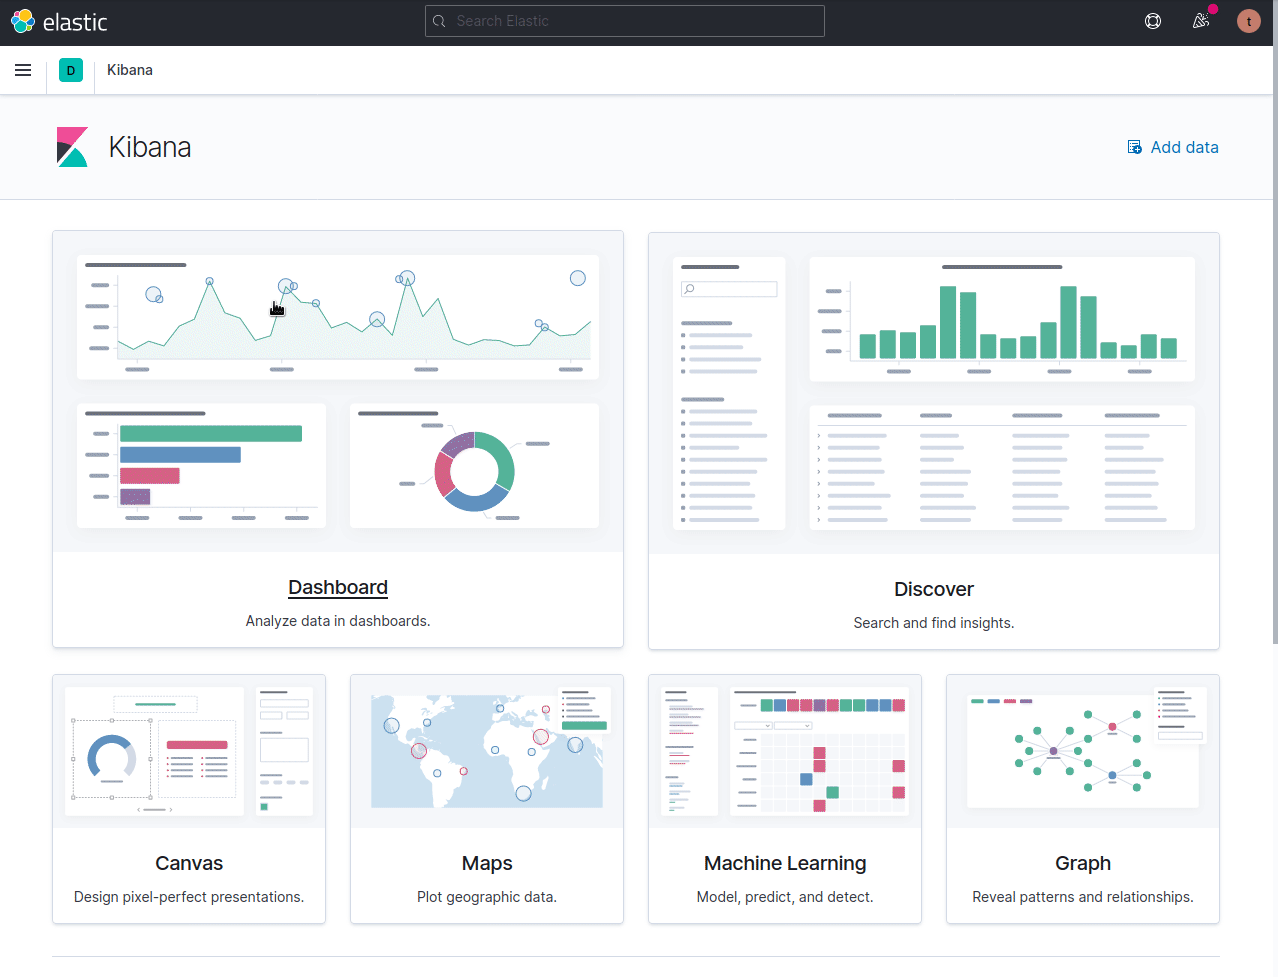 elastic
Search Elastic
t
D
Kibana
Kibana
Add data
Dashboard
Analyze data in dashboards.
Discover
Search and find insights.
Canvas
Design pixel-perfect presentations.
Maps
Plot geographic data.
Machine Learning
Model, predict, and detect.
Graph
Reveal patterns and relationships.